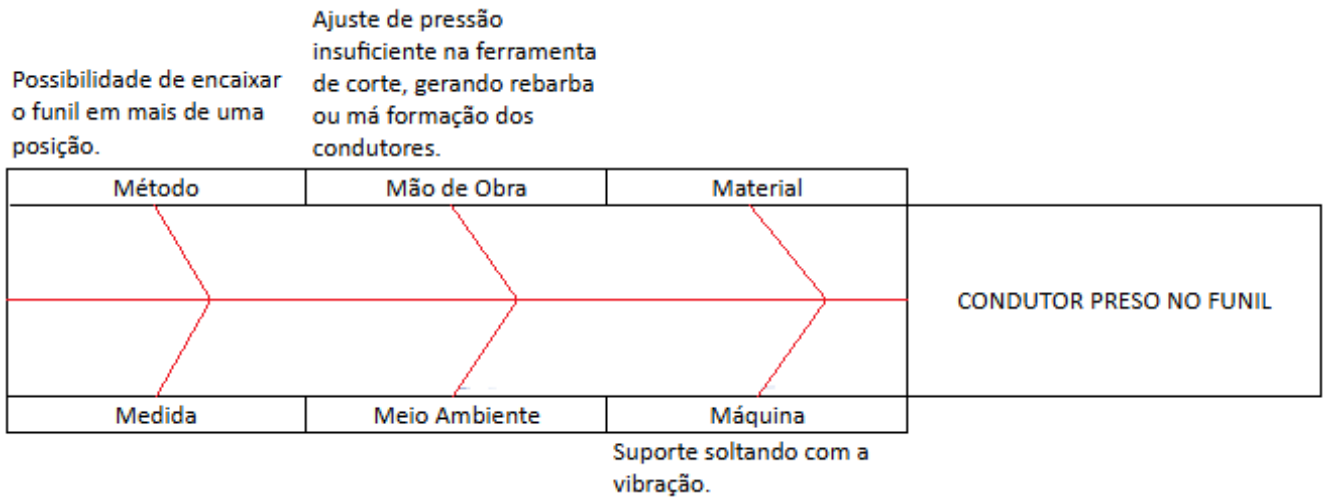 Possibilidade de encaixar
o funil em mais de uma
posição.
Ajuste de pressão
insuficiente na ferramenta
de corte, gerando rebarba
ou má formação dos
condutores.
Método
Mão de Obra
Material
CONDUTOR PRESO NO FUNIL
Medida
Meio Ambiente
Máquina
Suporte soltando com a
vibração.